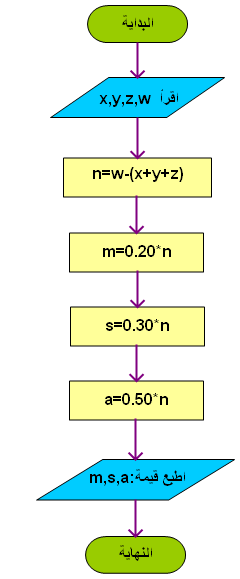 البداية
اقرأ x,y,z,w
n=w-(x+y+z)
m=0.20*n
s=0.30*n
a=0.50*n
اطبع قيمة:m,s,a
النهاية